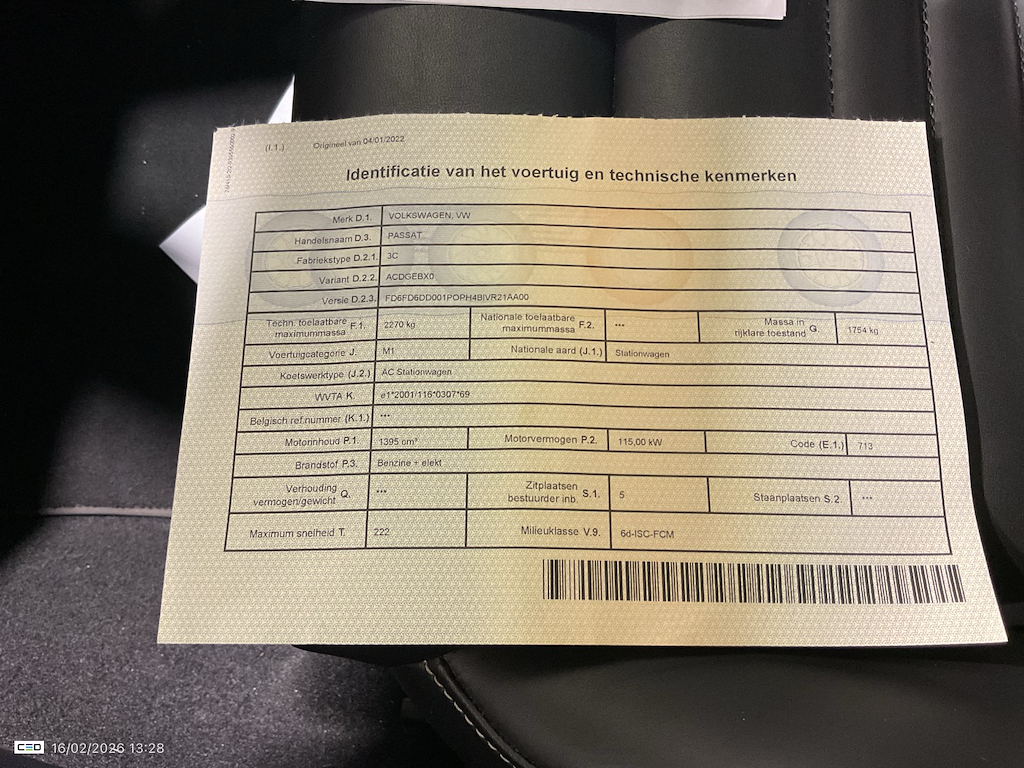 (I.1.) Origineel van 04/01/2022
Identificatie van het voertuig en technische kenmerken
Merk D.1. VOLKSWAGEN, VW
Handelsnaam D.3. PASSAT
Fabriekstype D.2.1. 3C
Variant D.2.2. ACDGEBX0
Versie D.2.3. FD6FD6DD001POPH4BIVR21AA00
Techn. toelaatbare maximummassa F.1. 2270 kg Nationale toelaatbare maximummassa F.2. *** Massa in rijklare toestand G. 1754 kg
Voertuigcategorie J. M1 Nationale aard (J.1.) Stationwagen
Koetswerktype (J.2.) AC Stationwagen
WVTA K. e1*2001/116*0307*69
Belgisch ref.nummer (K.1.) ***
Motorinhoud P.1. 1395 cm³ Motorvermogen P.2. 115,00 kW Code (E.1.) 713
Brandstof P.3. Benzine + elekt
Verhouding vermogen/gewicht Q. *** Zitplaatsen bestuurder inb. S.1. 5 Staanplaatsen S.2 ***
Maximum snelheid T. 222 Milieuklasse V.9. 6d-ISC-FCM
CEO 16/02/2026 13:28